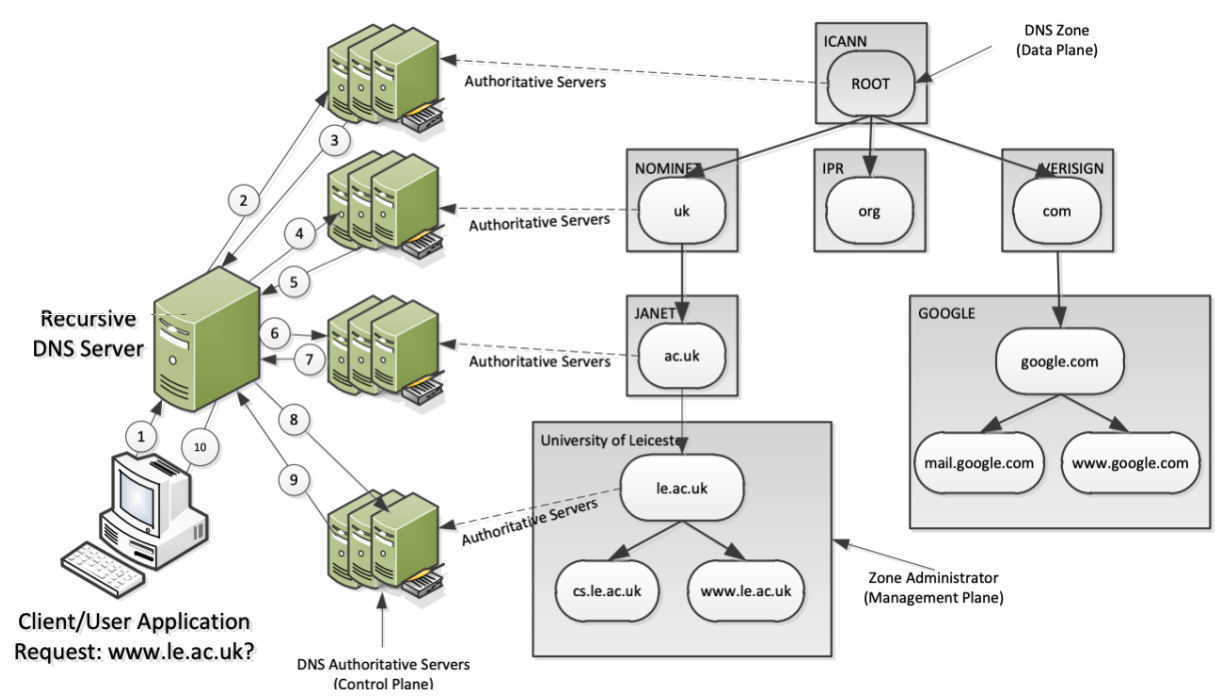 ICANN
ROOT
DNS Zone
(Data Plane)
Authoritative Servers
3
2
NOMINET
uk
IPR
org
VERISIGN
com
Authoritative Servers
4
5
Recursive
DNS Server
6
7
JANET
ac.uk
Authoritative Servers
GOOGLE
google.com
mail.google.com
www.google.com
1
10
8
9
University of Leicester
le.ac.uk
Authoritative Servers
cs.le.ac.uk
www.le.ac.uk
Zone Administrator
(Management Plane)
Client/User Application
Request: www.le.ac.uk?
DNS Authoritative Servers
(Control Plane)